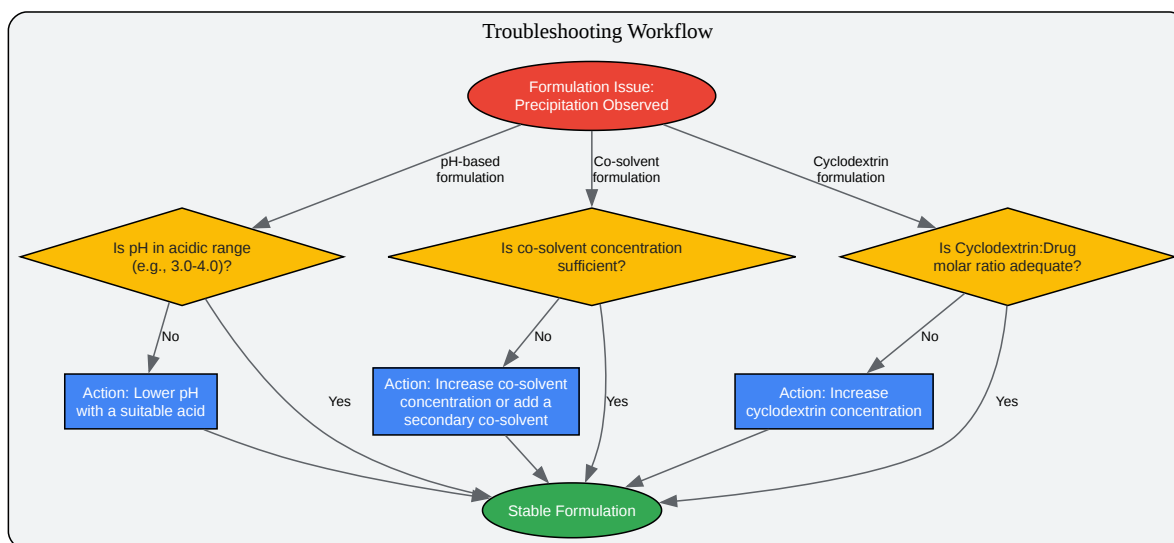 Troubleshooting Workflow
Formulation Issue:
Precipitation Observed
pH-based
formulation
Co-solvent
formulation
Cyclodextrin
formulation
Is pH in acidic range
(e.g., 3.0-4.0)?
Is co-solvent concentration
sufficient?
Is Cyclodextrin:Drug
molar ratio adequate?
No
No
No
Action: Lower pH
with a suitable acid
Yes
Action: Increase co-solvent
concentration or add a
secondary co-solvent
Yes
Action: Increase
cyclodextrin concentration
Yes
Stable Formulation